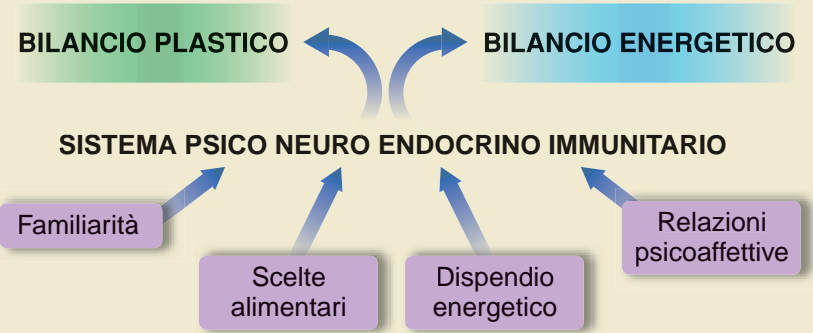 BILANCIO PLASTICO
BILANCIO ENERGETICO
SISTEMA PSICO NEURO ENDOCRINO IMMUNITARIO
Familiarità
Scelte
alimentari
Dispendio
energetico
Relazioni
psicoaffettive